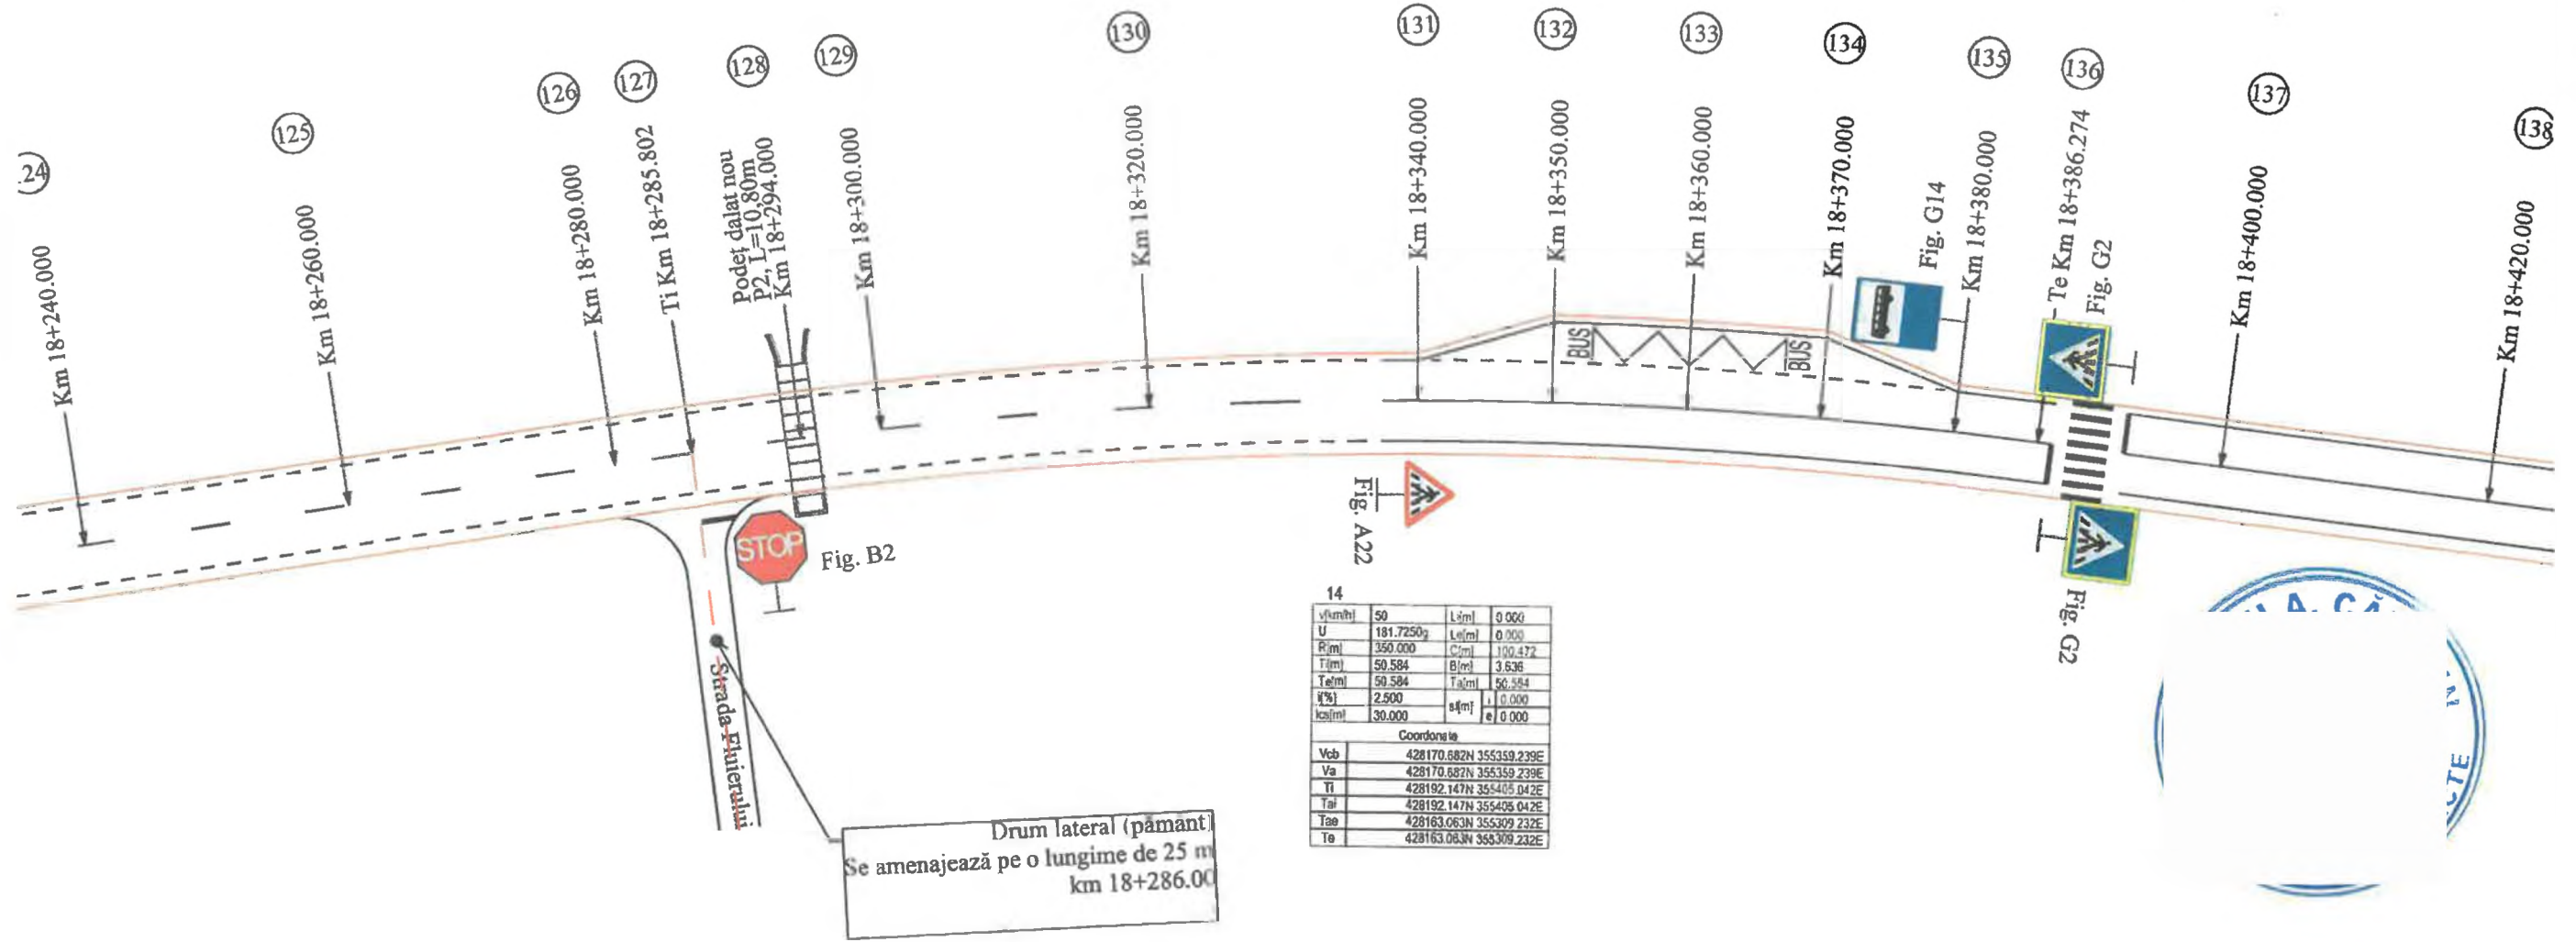 124
125
126
127
128
129
130
131
132
133
134
135
136
137
138
Km 18+240.000
Km 18+260.000
Km 18+280.000
Ti Km 18+285.802
Podeț dalat nou
P2, L=10,80m
Km 18+294.000
Km 18+300.000
Km 18+320.000
Km 18+340.000
Km 18+350.000
Km 18+360.000
Km 18+370.000
Fig. G14
Km 18+380.000
Te Km 18+386.274
Fig. G2
Km 18+400.000
Km 18+420.000
BUS
BUS
STOP
Fig. B2
Fig. A22
Fig. G2
Strada Fluierului
Drum lateral (pământ)
Se amenajează pe o lungime de 25 m
km 18+286.00
14
v[km/h] 50 Li[m] 0.000
U 181.7250g Le[m] 0.000
R[m] 350.000 C[m] 100.472
Ti[m] 50.584 B[m] 3.636
Te[m] 50.584 Ta[m] 50.584
i[%] 2.500 s[m] i 0.000
lcs[m] 30.000 e 0.000
Coordonate
Vcb 428170.682N 355359.239E
Va 428170.682N 355359.239E
Ti 428192.147N 355405.042E
Tai 428192.147N 355405.042E
Tae 428163.063N 355309.232E
Te 428163.063N 355309.232E